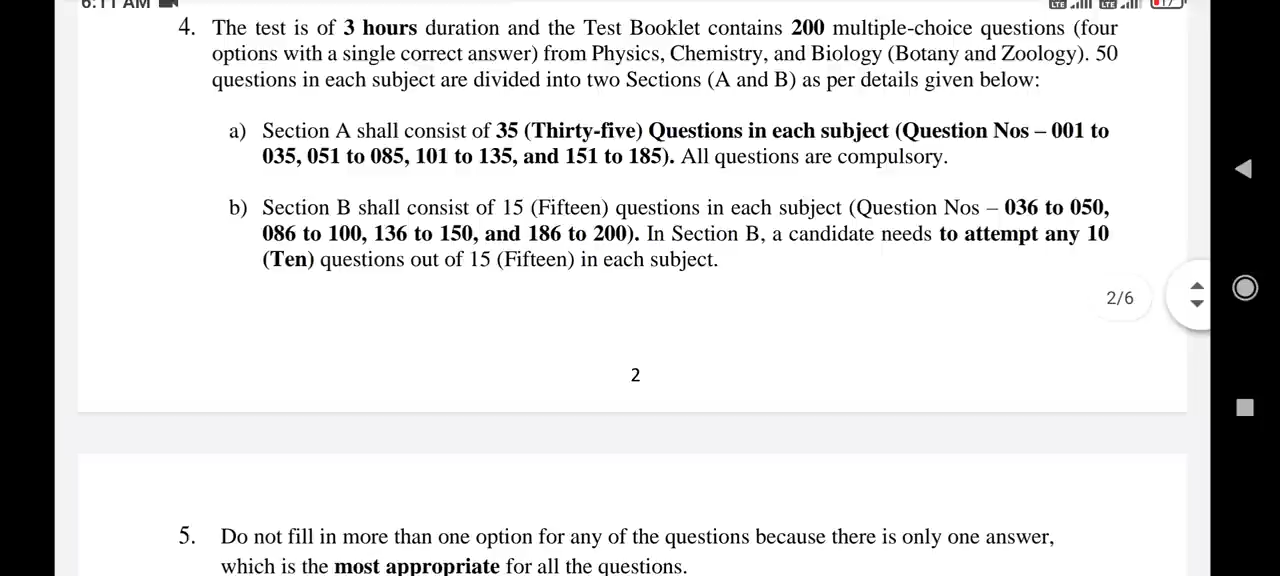 6:11 AM
4. The test is of 3 hours duration and the Test Booklet contains 200 multiple-choice questions (four
options with a single correct answer) from Physics, Chemistry, and Biology (Botany and Zoology). 50
questions in each subject are divided into two Sections (A and B) as per details given below:
a) Section A shall consist of 35 (Thirty-five) Questions in each subject (Question Nos – 001 to
035, 051 to 085, 101 to 135, and 151 to 185). All questions are compulsory.
b) Section B shall consist of 15 (Fifteen) questions in each subject (Question Nos – 036 to 050,
086 to 100, 136 to 150, and 186 to 200). In Section B, a candidate needs to attempt any 10
(Ten) questions out of 15 (Fifteen) in each subject.
2/6
2
5. Do not fill in more than one option for any of the questions because there is only one answer,
which is the most appropriate for all the questions.